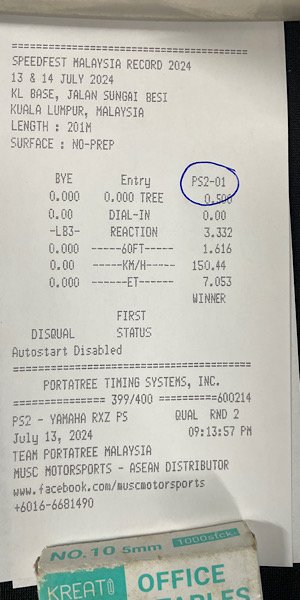 ========================================
SPEEDFEST MALAYSIA RECORD 2024
13 & 14 JULY 2024
KL BASE, JALAN SUNGAI BESI
KUALA LUMPUR, MALAYSIA
LENGTH : 201M
SURFACE : NO-PREP
BYE Entry PS2-01
0.000 0.000 TREE 0.500
0.00 DIAL-IN 0.00
-LB3- REACTION 3.332
0.000 -----60FT----- 1.616
0.00 -----KM/H----- 150.44
0.000 ------ET------ 7.053
WINNER
FIRST
DISQUAL STATUS
Autostart Disabled
========================================
PORTATREE TIMING SYSTEMS, INC.
================ 399/400 ==========600214
PS2 - YAMAHA RXZ PS QUAL RND 2
July 13, 2024 09:13:57 PM
TEAM PORTATREE MALAYSIA
MUSC MOTORSPORTS - ASEAN DISTRIBUTOR
www.facebook.com/muscmotorsports
+6016-6681490
NO.10 5mm 1000stck.
KREATO OFFICE